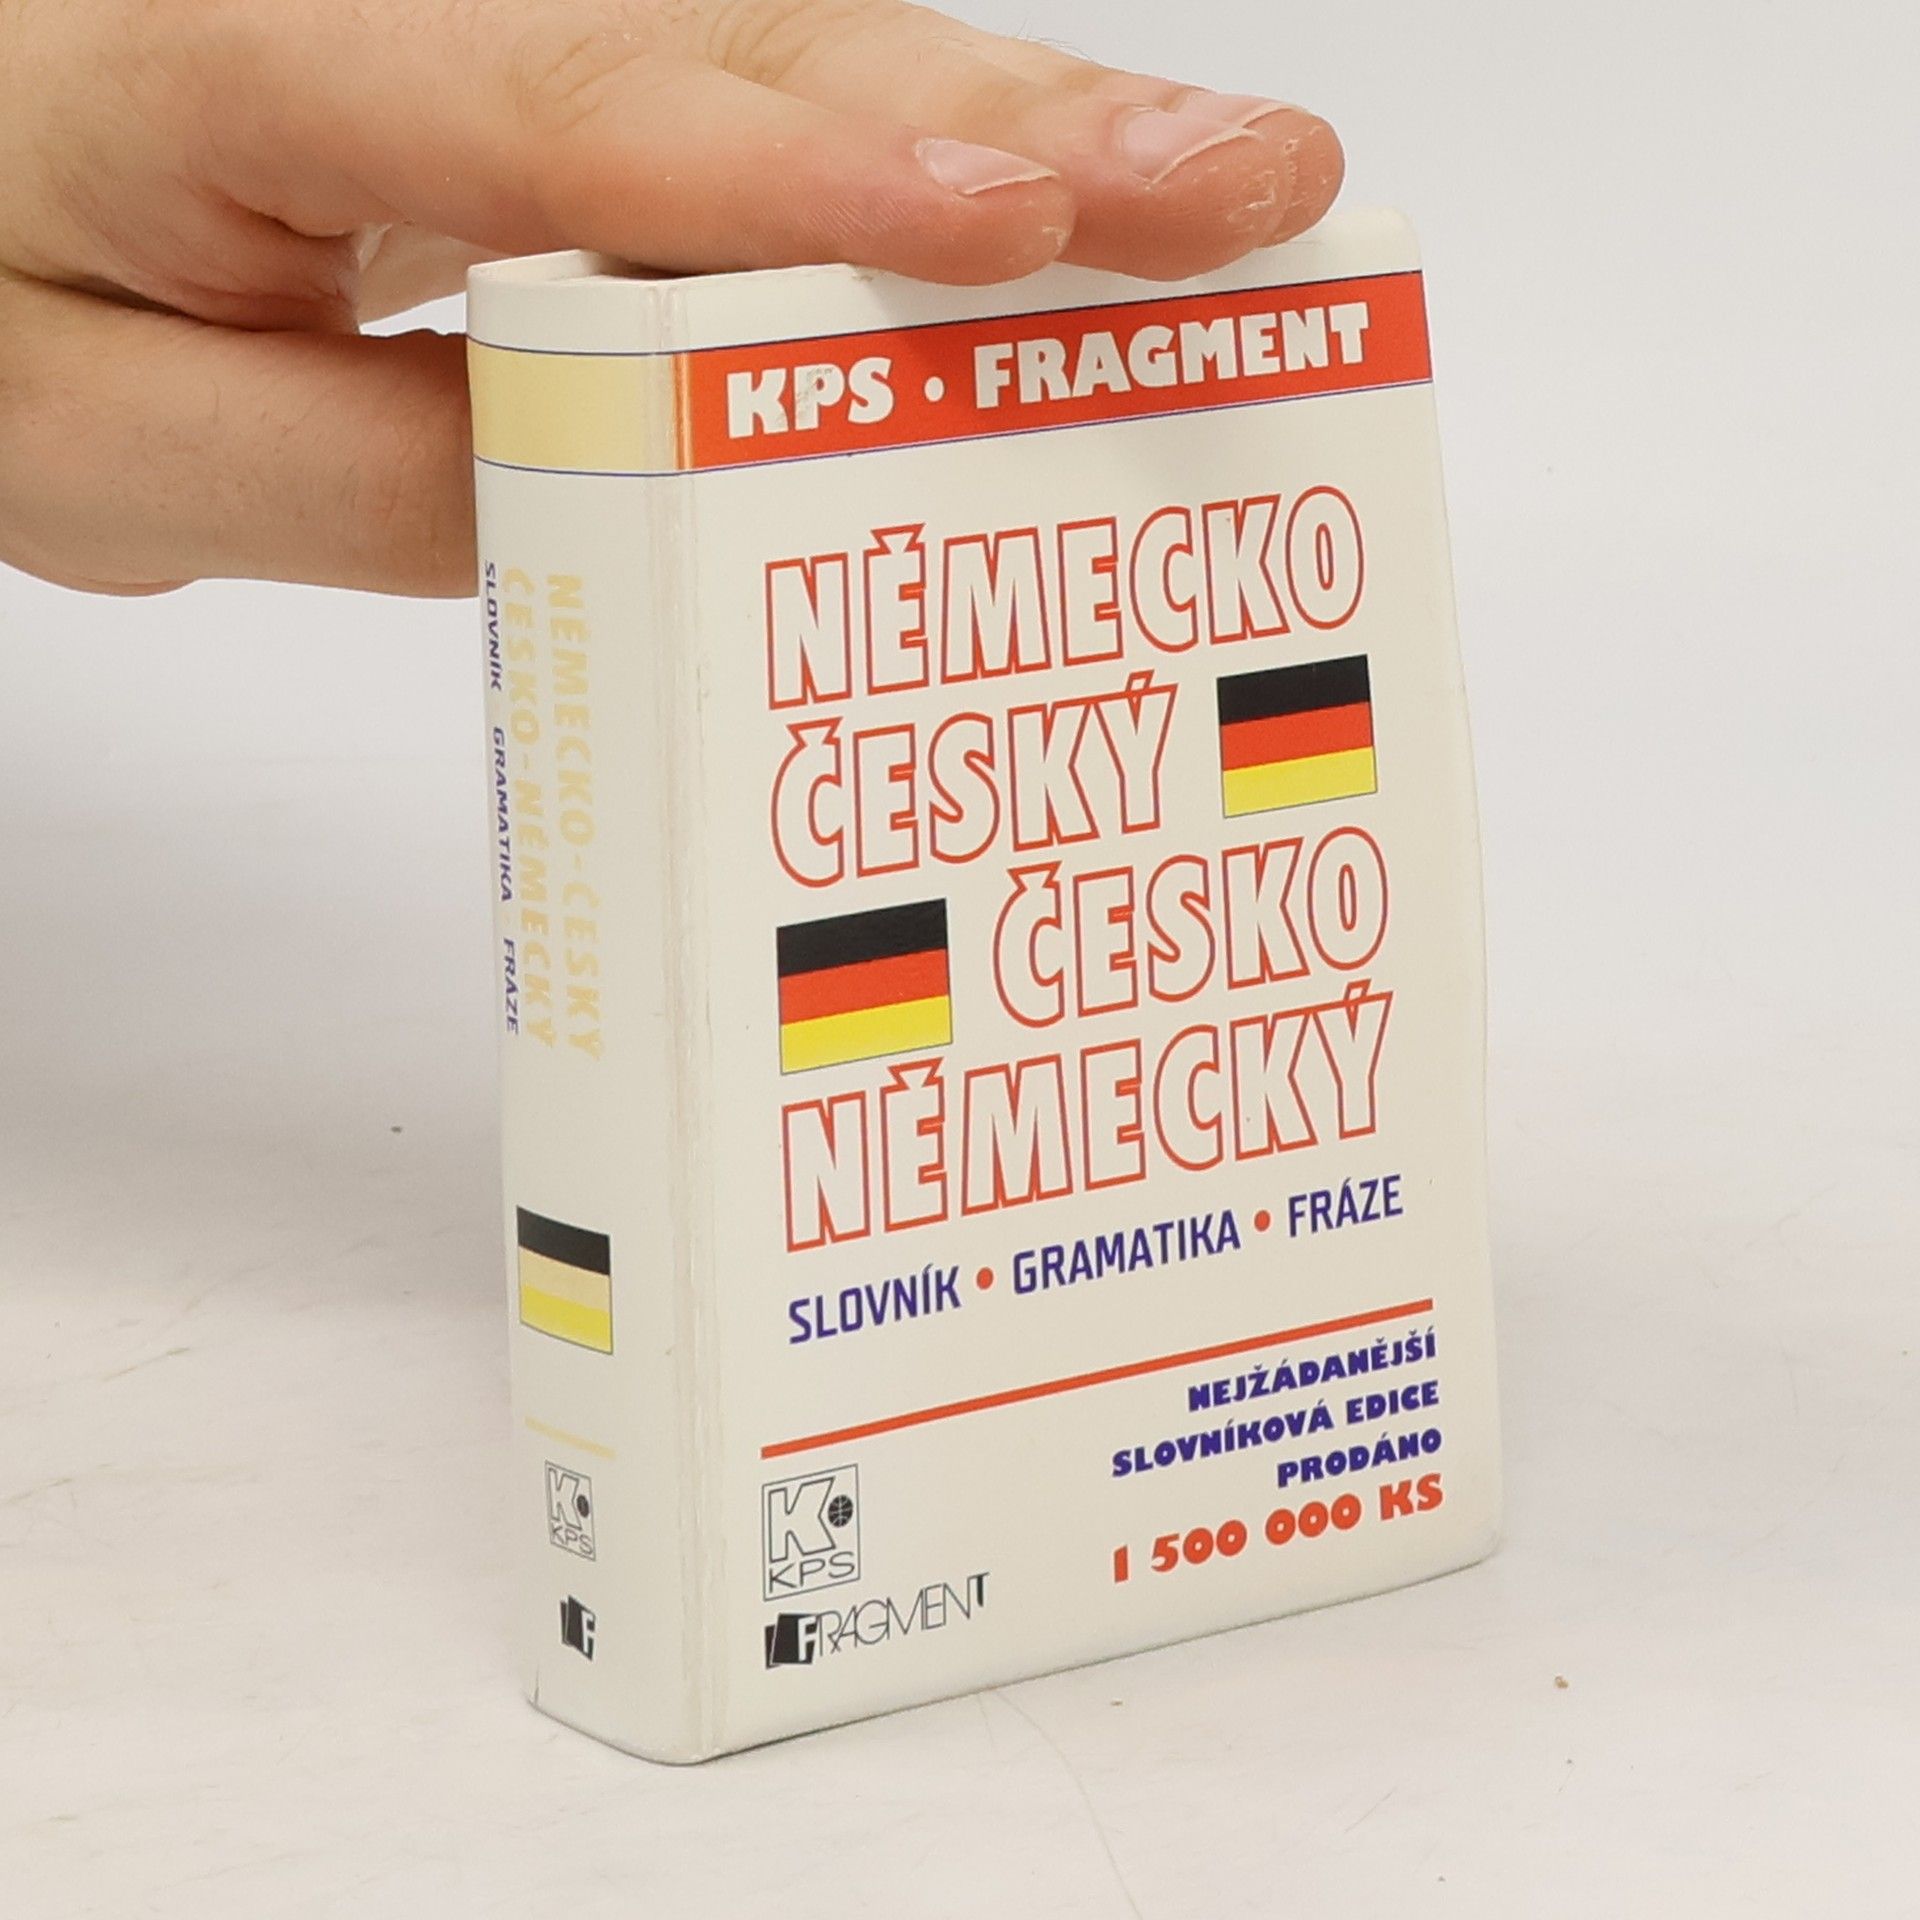 KPS • FRAGMENT
NĚMECKO
ČESKÝ
ČESKO
NĚMECKÝ
SLOVNÍK • GRAMATIKA • FRÁZE
NEJŽÁDANĚJŠÍ
SLOVNÍKOVÁ EDICE
PRODÁNO
1 500 000 KS
K
KPS
FRAGMENT
NĚMECKO-ČESKÝ
ČESKO-NĚMECKÝ
SLOVNÍK · GRAMATIKA · FRÁZE
K
KPS
F